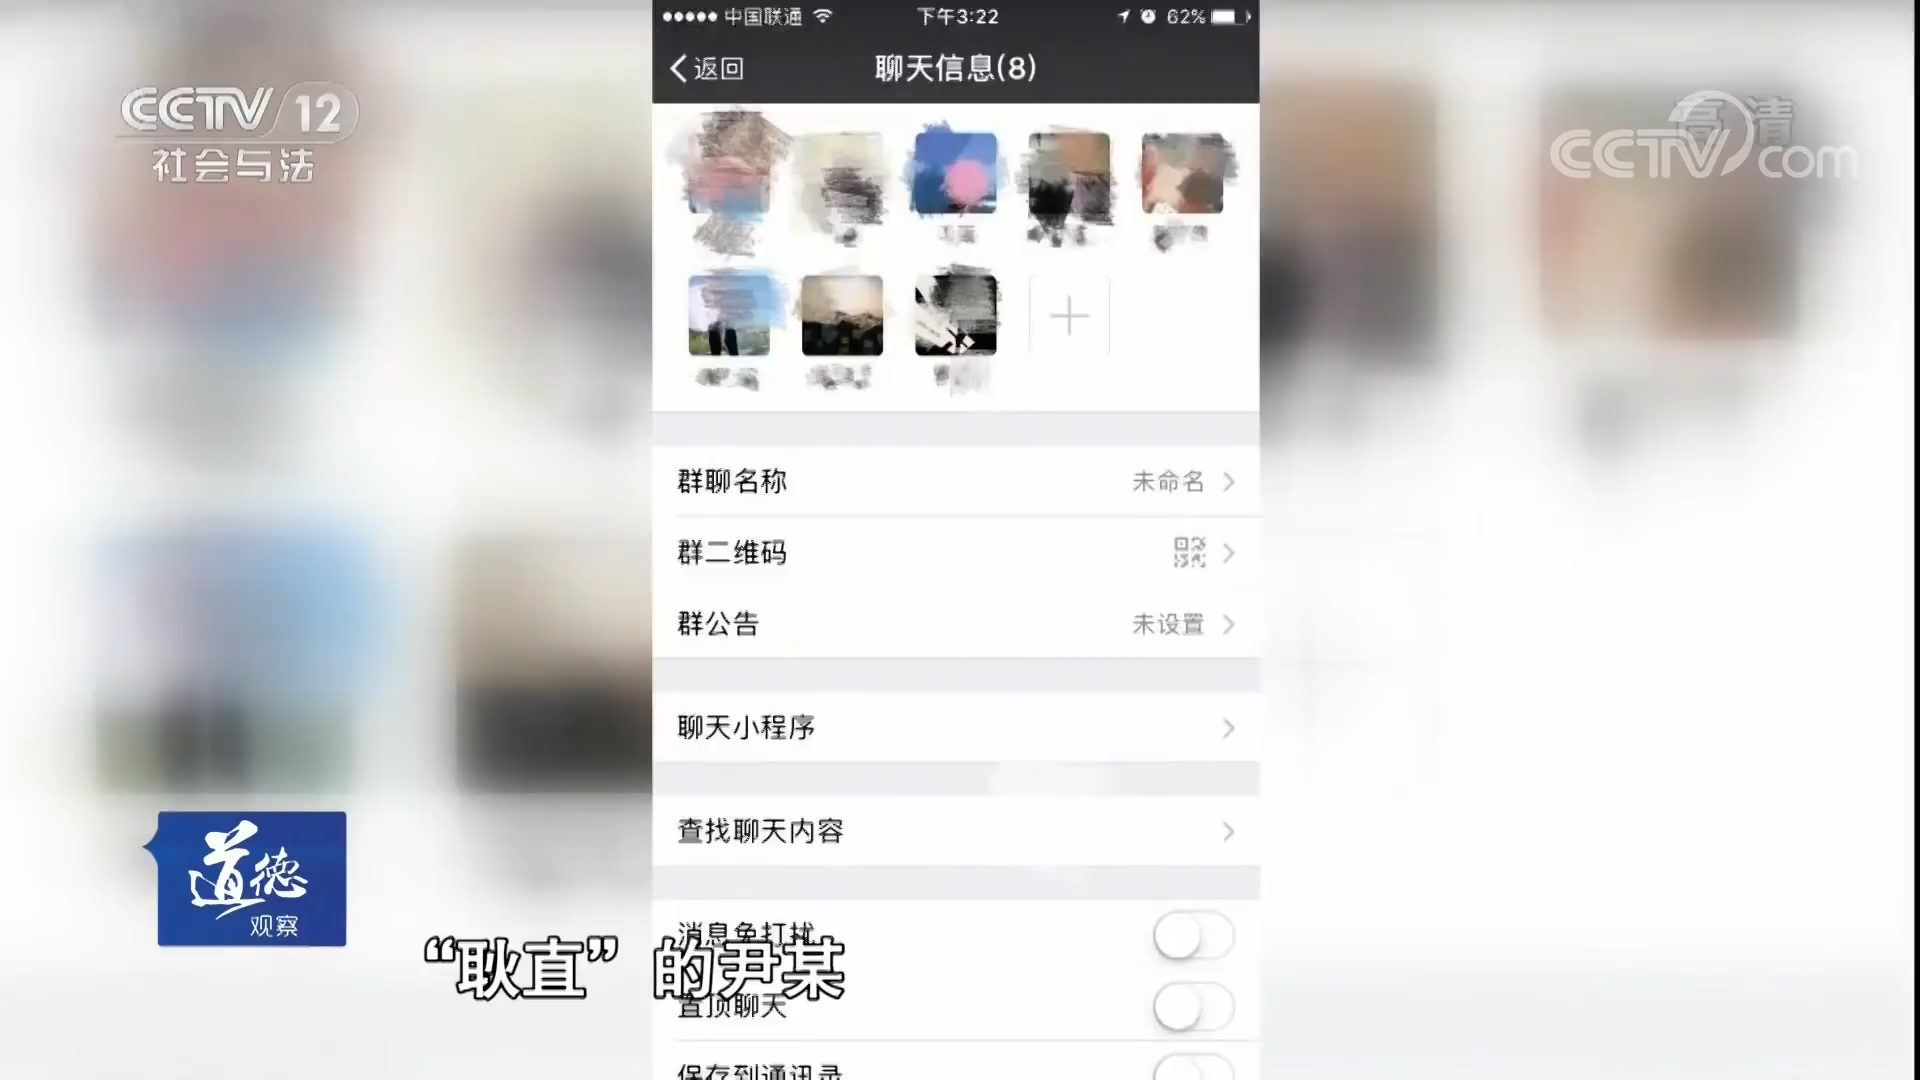 中国联通
下午3:22
62%
返回
聊天信息(8)
CCTV 12
社会与法
高清
CCTV.com
群聊名称
未命名
群二维码
群公告
未设置
聊天小程序
查找聊天内容
道德
观察
消息免打扰
“耿直”的尹某
置顶聊天
保存到通讯录